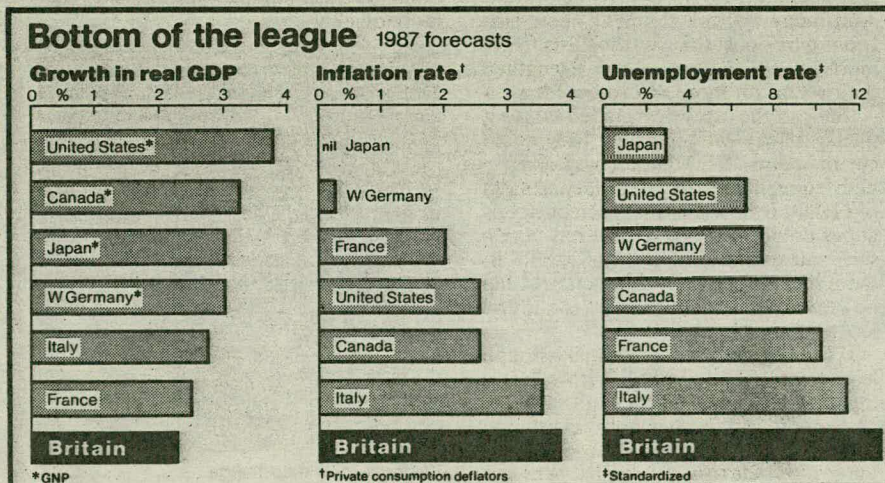 Bottom of the league 1987 forecasts
Growth in real GDP
0 % 1 2 3 4
United States*
Canada*
Japan*
W Germany*
Italy
France
Britain
*GNP
Inflation rate†
0 % 1 2 3 4
nil Japan
W Germany
France
United States
Canada
Italy
Britain
†Private consumption deflators
Unemployment rate‡
0 % 4 8 12
Japan
United States
W Germany
Canada
France
Italy
Britain
‡Standardized